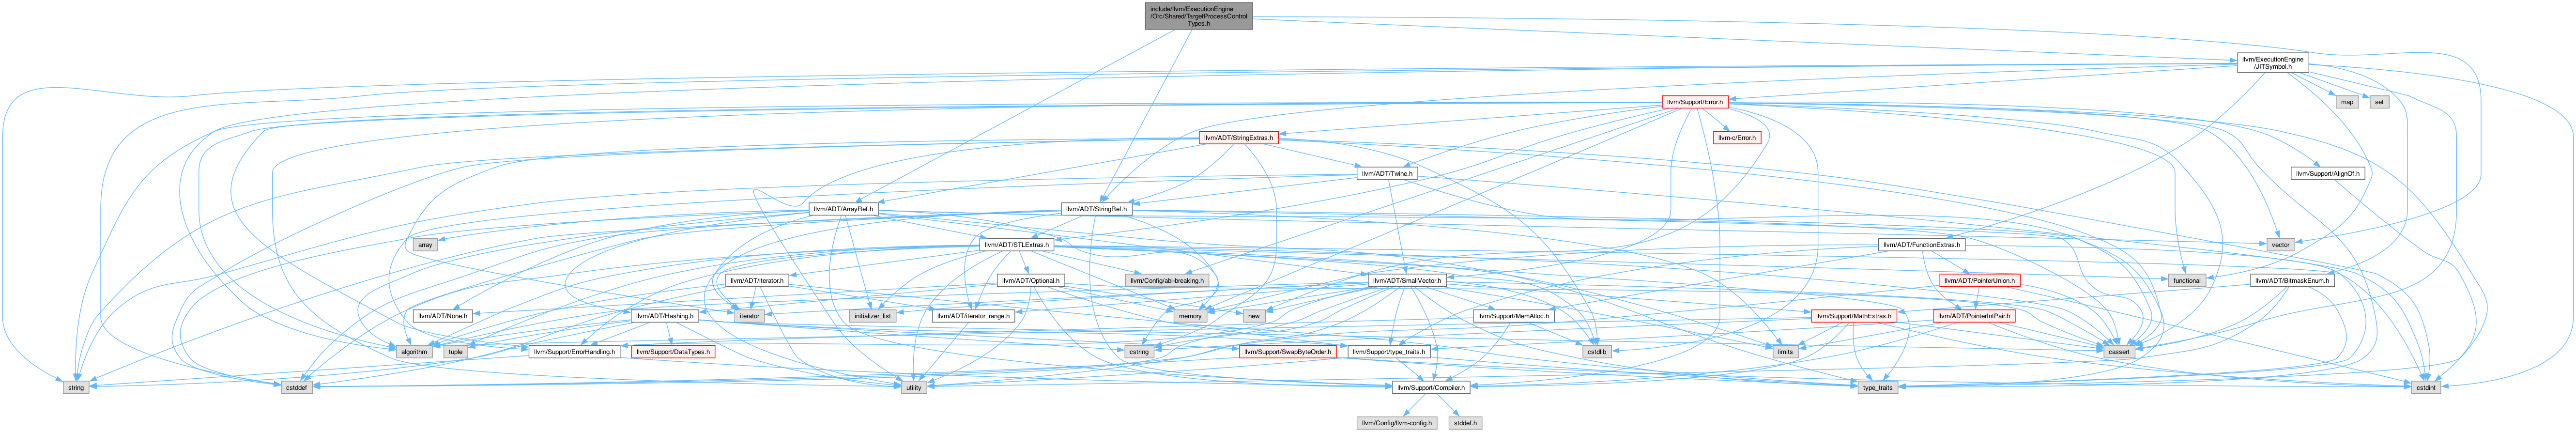 include/llvm/ExecutionEngine
/Orc/Shared/TargetProcessControl
Types.h
llvm/ExecutionEngine
/JITSymbol.h
llvm/Support/Error.h
map
set
llvm/ADT/StringExtras.h
llvm-c/Error.h
llvm/ADT/Twine.h
llvm/Support/AlignOf.h
llvm/ADT/ArrayRef.h
llvm/ADT/StringRef.h
array
llvm/ADT/STLExtras.h
llvm/ADT/FunctionExtras.h
vector
llvm/ADT/iterator.h
llvm/ADT/Optional.h
llvm/Config/abi-breaking.h
llvm/ADT/SmallVector.h
llvm/ADT/PointerUnion.h
functional
llvm/ADT/BitmaskEnum.h
llvm/ADT/None.h
llvm/ADT/Hashing.h
iterator
initializer_list
llvm/ADT/iterator_range.h
memory
new
llvm/Support/MemAlloc.h
llvm/Support/MathExtras.h
llvm/ADT/PointerIntPair.h
algorithm
tuple
llvm/Support/ErrorHandling.h
llvm/Support/DataTypes.h
cstring
llvm/Support/SwapByteOrder.h
llvm/Support/type_traits.h
cstdlib
limits
cassert
string
cstddef
utility
llvm/Support/Compiler.h
type_traits
cstdint
llvm/Config/llvm-config.h
stddef.h